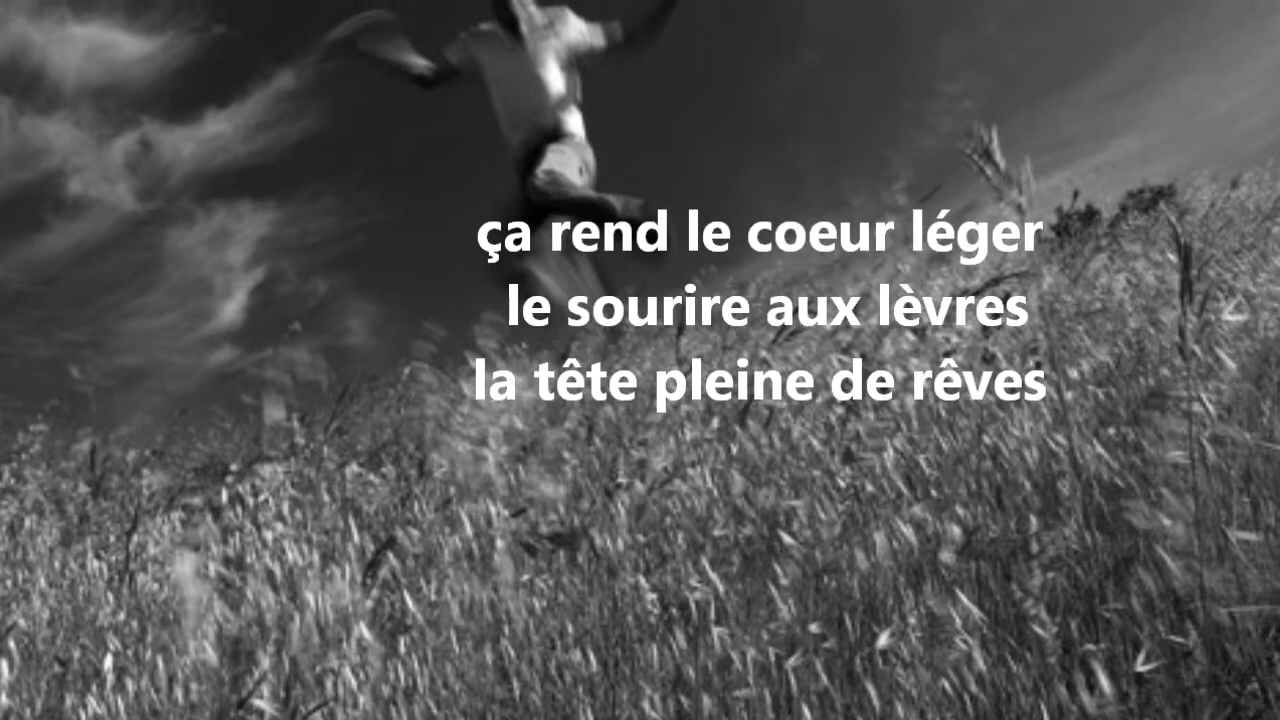 ça rend le coeur léger
le sourire aux lèvres
la tête pleine de rêves